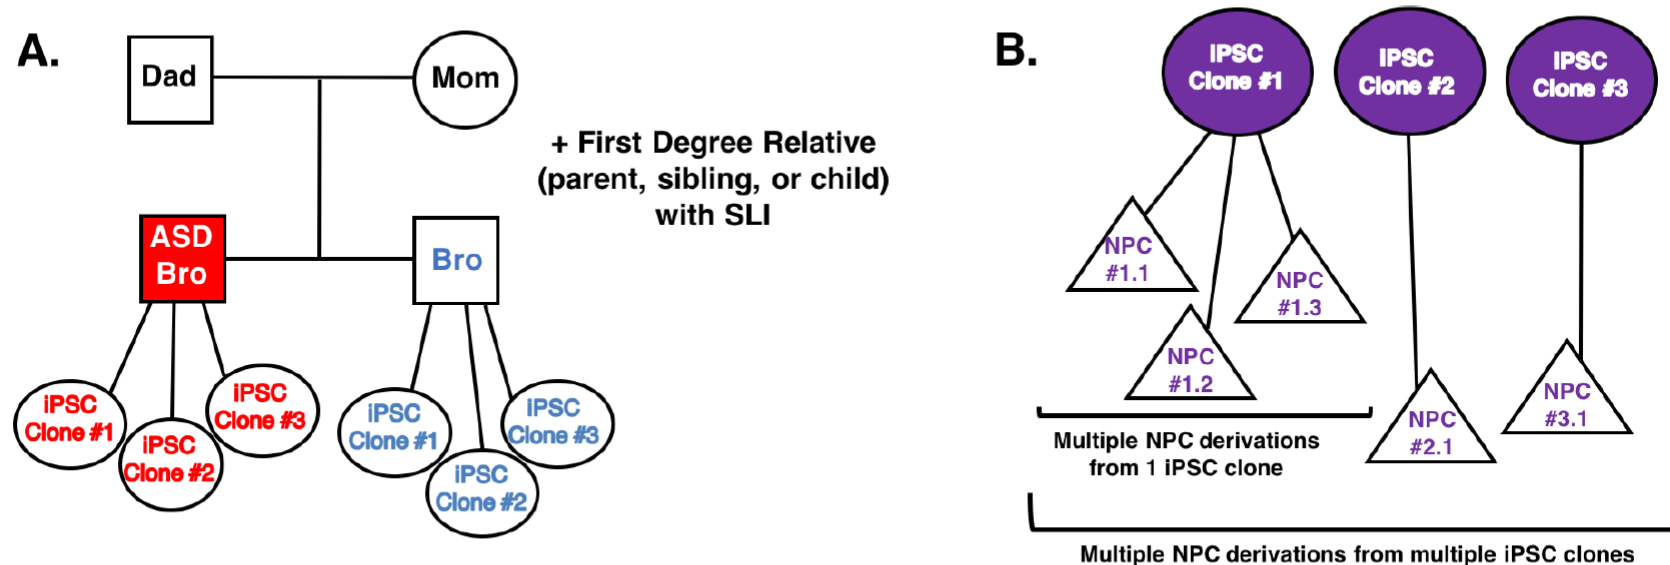 A.
Dad
Mom
+ First Degree Relative
(parent, sibling, or child)
with SLI
ASD
Bro
Bro
iPSC
Clone #1
iPSC
Clone #2
iPSC
Clone #3
iPSC
Clone #1
iPSC
Clone #2
iPSC
Clone #3
B.
iPSC
Clone #1
iPSC
Clone #2
iPSC
Clone #3
NPC
#1.1
NPC
#1.2
NPC
#1.3
NPC
#2.1
NPC
#3.1
Multiple NPC derivations
from 1 iPSC clone
Multiple NPC derivations from multiple iPSC clones